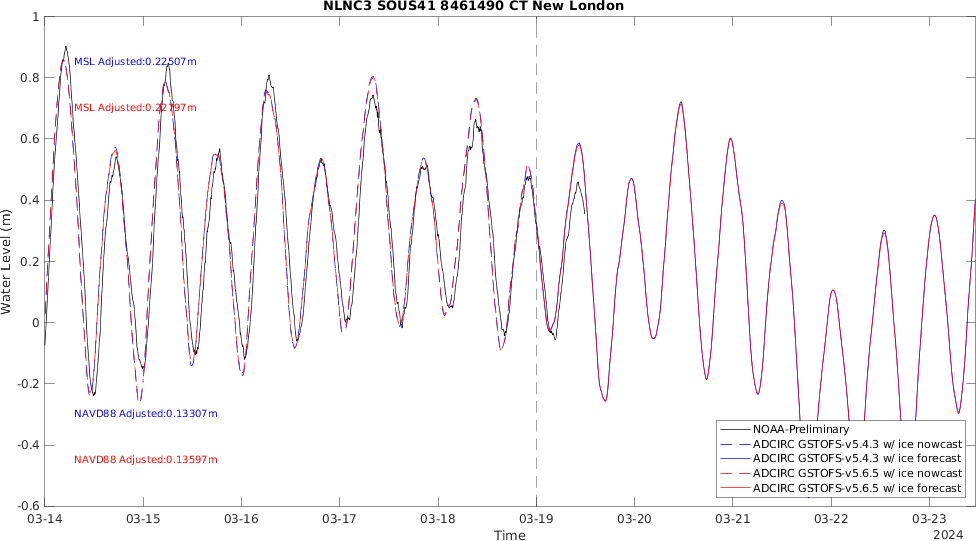 NLNC3 SOUS41 8461490 CT New London
1
0.8
0.6
0.4
0.2
0
-0.2
-0.4
-0.6
Water Level (m)
MSL Adjusted:0.22507m
MSL Adjusted:0.22797m
NAVD88 Adjusted:0.13307m
NAVD88 Adjusted:0.13597m
NOAA-Preliminary
ADCIRC GSTOFS-v5.4.3 w/ ice nowcast
ADCIRC GSTOFS-v5.4.3 w/ ice forecast
ADCIRC GSTOFS-v5.6.5 w/ ice nowcast
ADCIRC GSTOFS-v5.6.5 w/ ice forecast
03-14 03-15 03-16 03-17 03-18 03-19 03-20 03-21 03-22 03-23
Time
2024